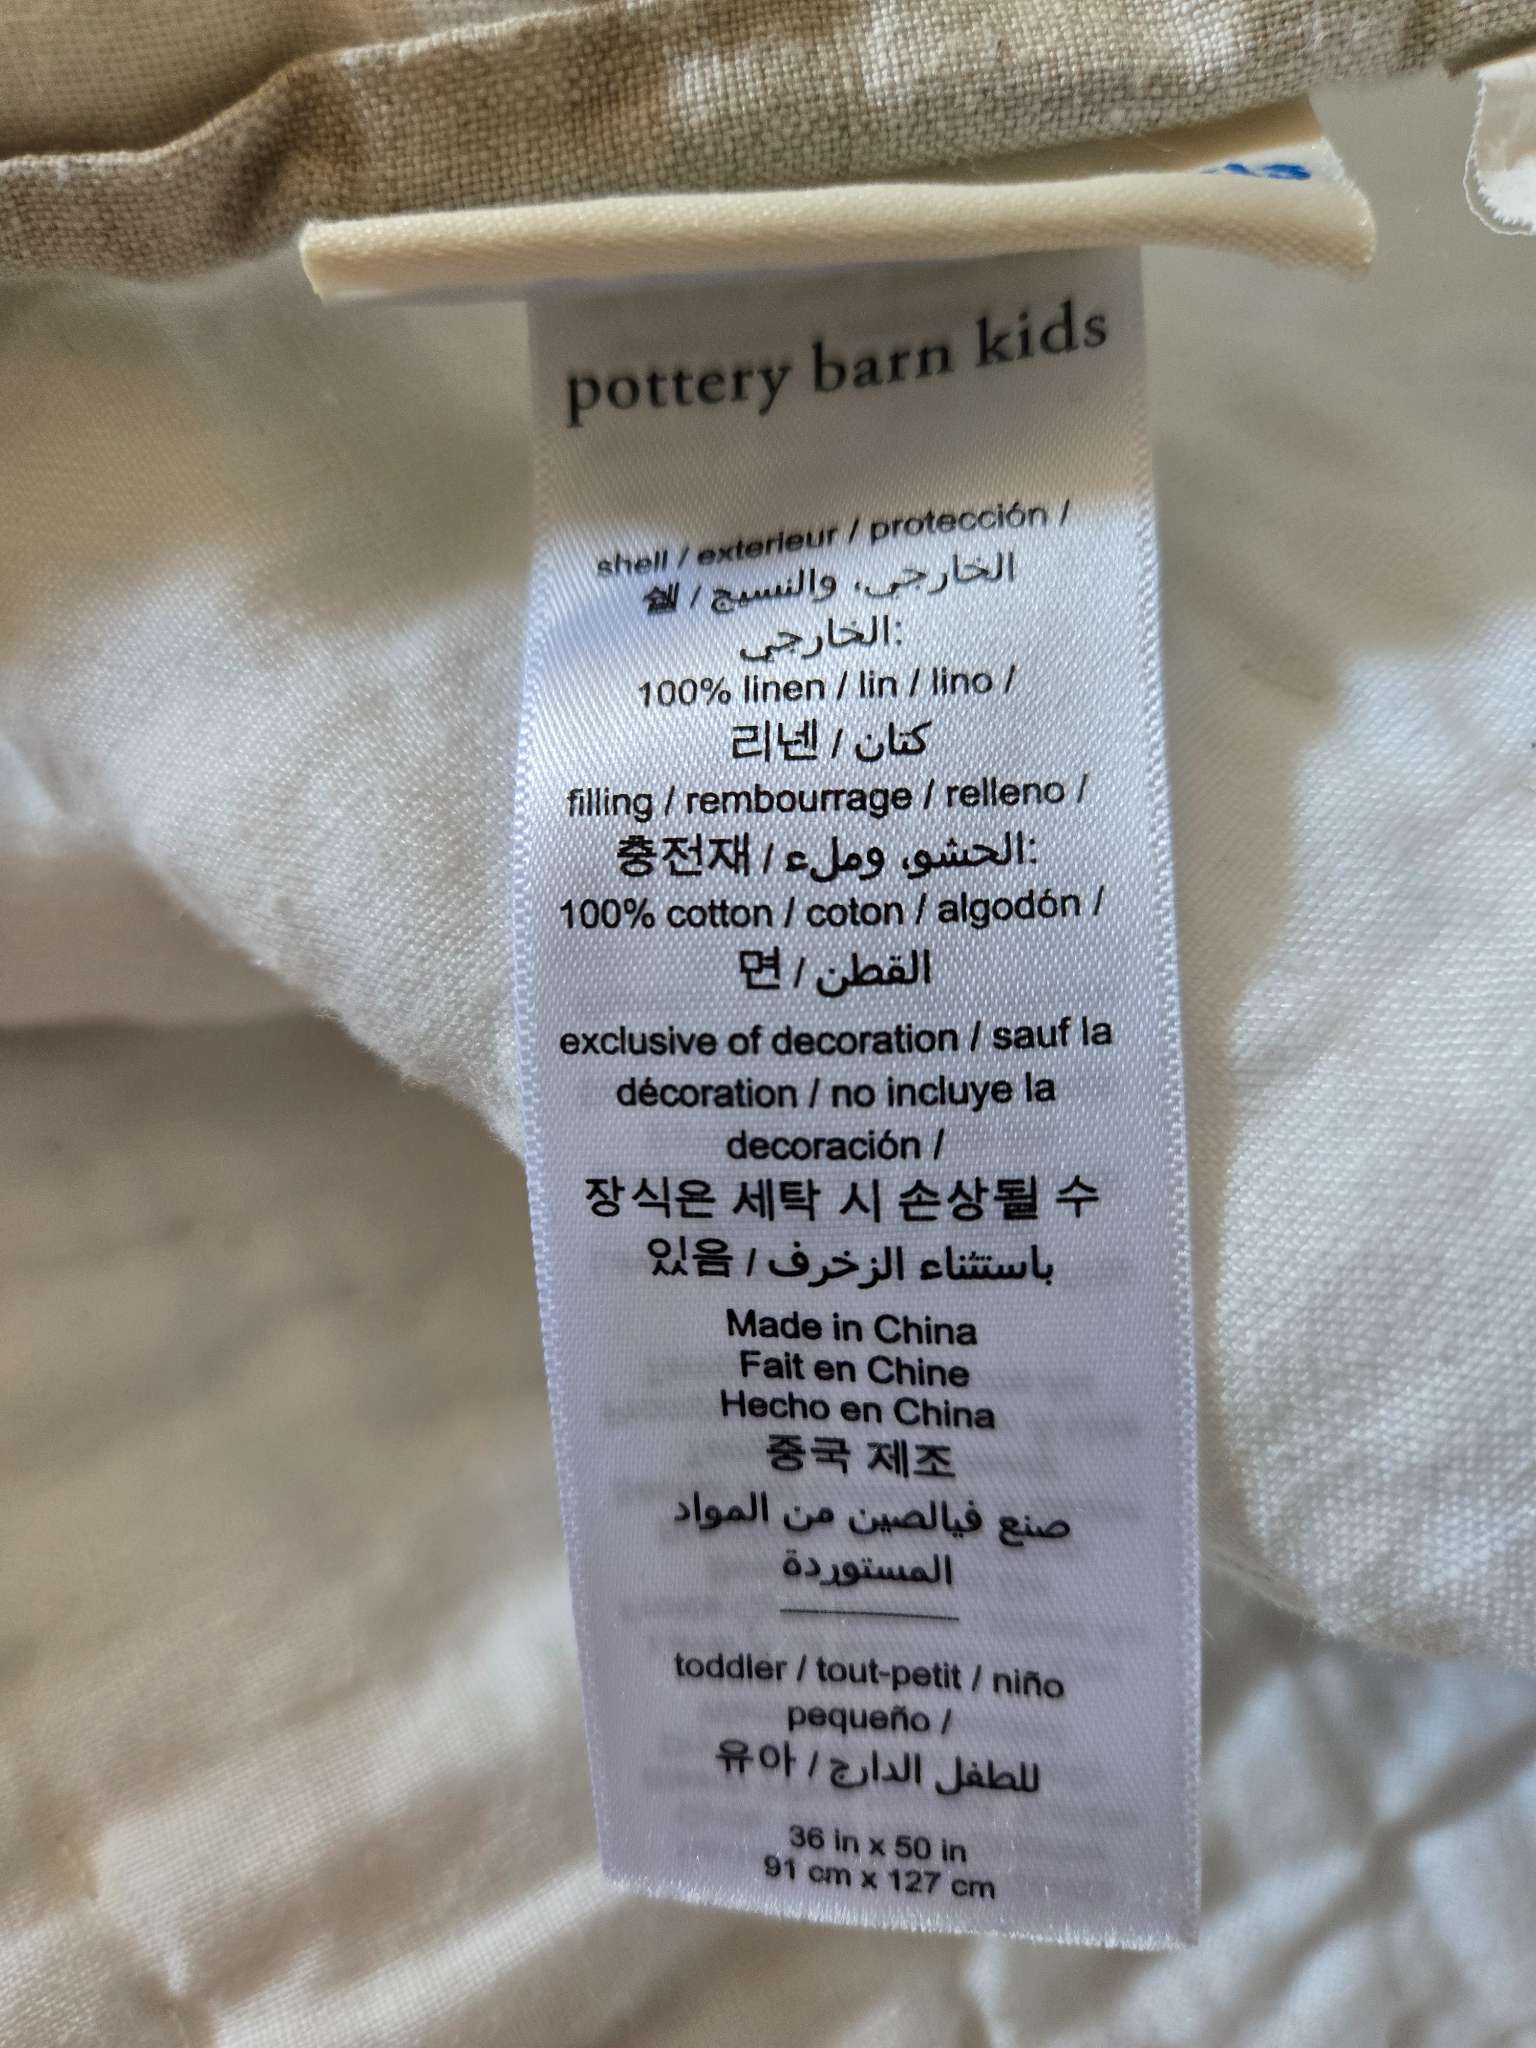 pottery barn kids
shell / exterieur / protección /
쉘 / الخارجي، والنسيج
الخارجي:
100% linen / lin / lino /
리넨 / كتان
filling / rembourrage / relleno /
충전재 / الحشو، وملء:
100% cotton / coton / algodón /
면 / القطن
exclusive of decoration / sauf la
décoration / no incluye la
decoración /
장식은 세탁 시 손상될 수
있음 / باستثناء الزخرف
Made in China
Fait en Chine
Hecho en China
중국 제조
صنع فيالصين من المواد
المستوردة
toddler / tout-petit / niño
pequeño /
유아 / للطفل الدارج
36 in x 50 in
91 cm x 127 cm